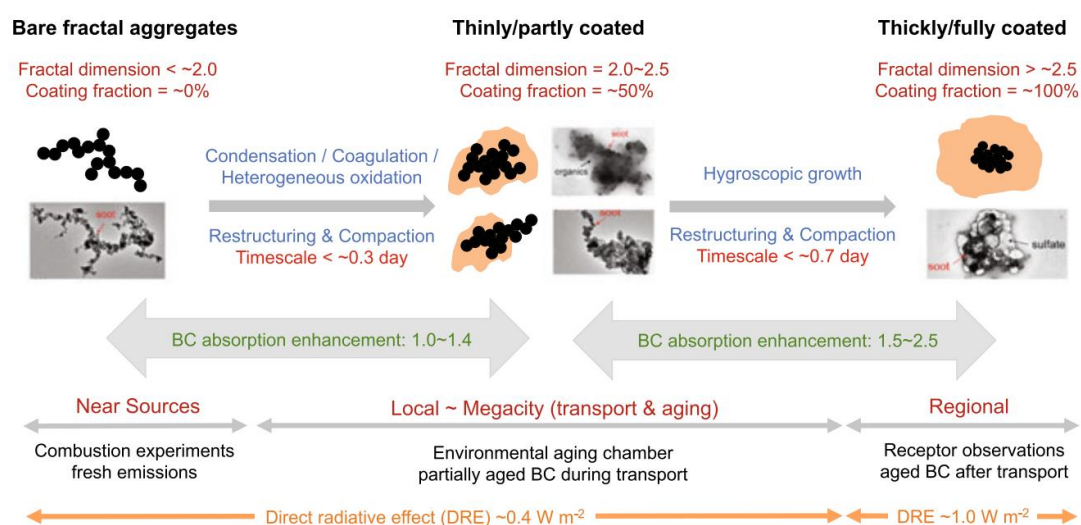 Bare fractal aggregates
Thinly/partly coated
Thickly/fully coated
Fractal dimension < ~2.0
Coating fraction = ~0%
Fractal dimension = 2.0~2.5
Coating fraction = ~50%
Fractal dimension > ~2.5
Coating fraction = ~100%
soot
Condensation / Coagulation /
Heterogeneous oxidation
Restructuring & Compaction
Timescale < ~0.3 day
soot
organics
soot
Hygroscopic growth
Restructuring & Compaction
Timescale < ~0.7 day
sulfate
soot
BC absorption enhancement: 1.0~1.4
BC absorption enhancement: 1.5~2.5
Near Sources
Local ~ Megacity (transport & aging)
Regional
Combustion experiments
fresh emissions
Environmental aging chamber
partially aged BC during transport
Receptor observations
aged BC after transport
Direct radiative effect (DRE) ~0.4 W m⁻²
DRE ~1.0 W m⁻²